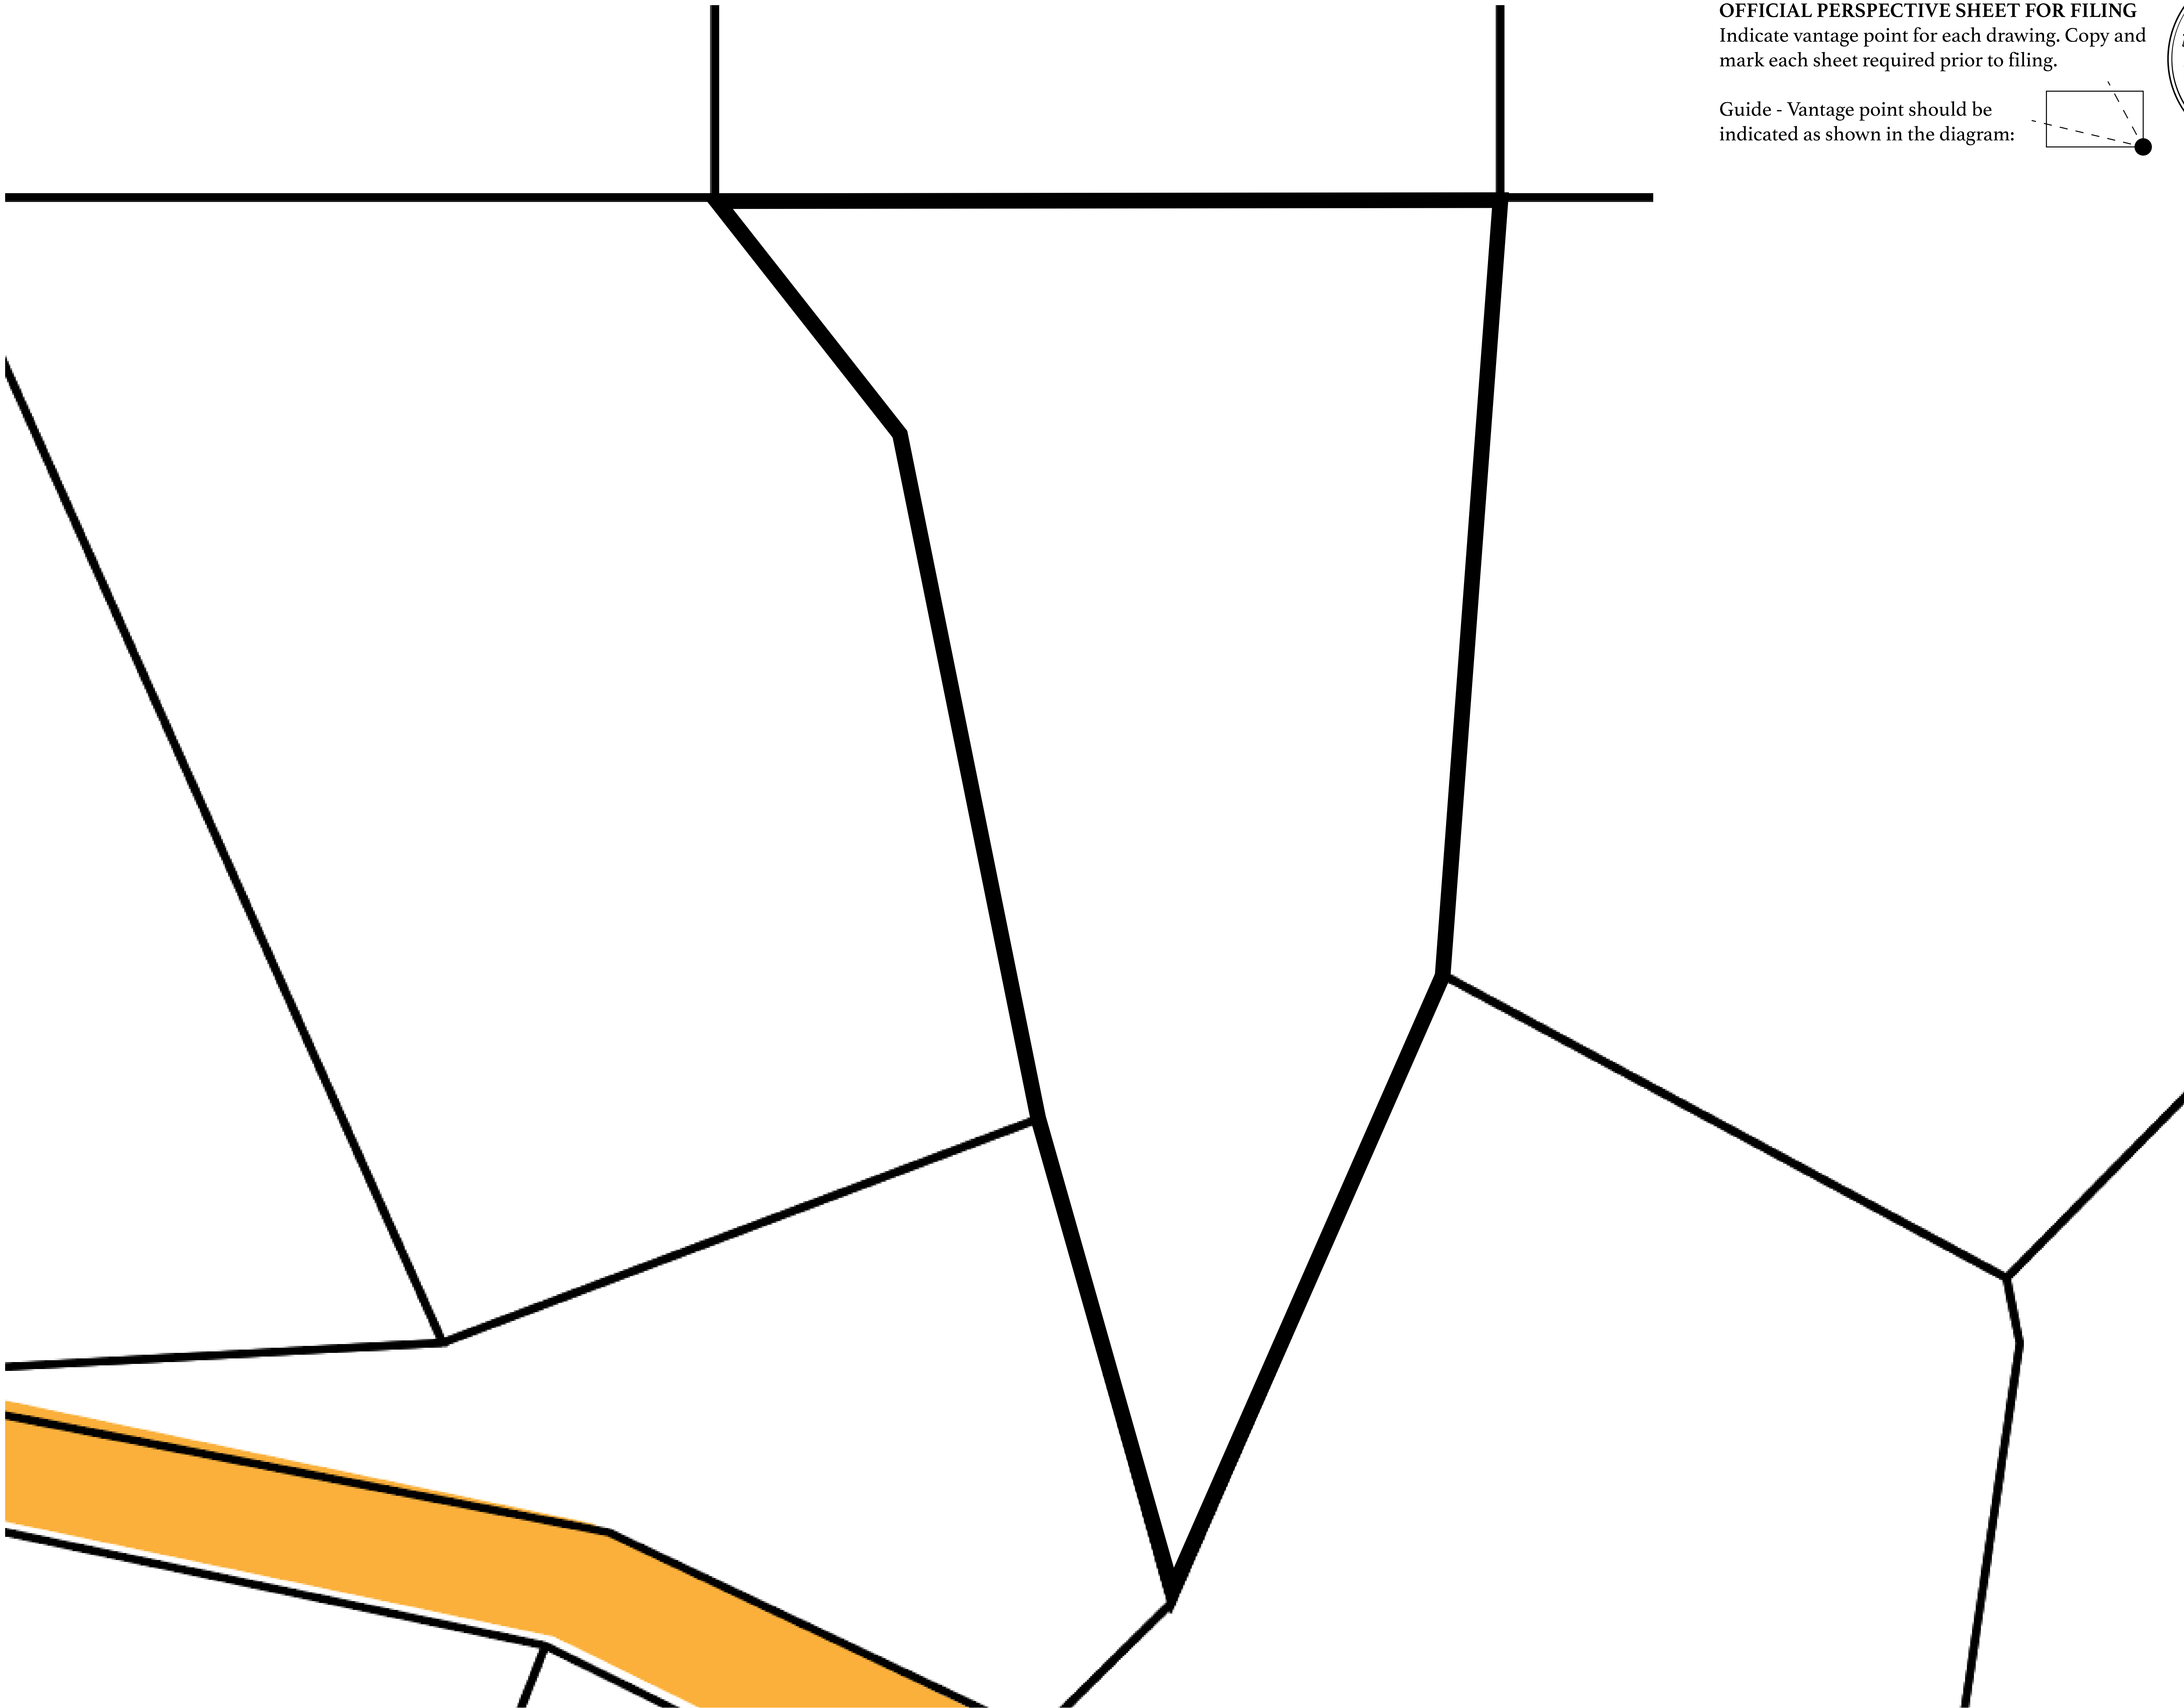 OFFICIAL PERSPECTIVE SHEET FOR FILING
Indicate vantage point for each drawing. Copy and
mark each sheet required prior to filing.
Guide - Vantage point should be
indicated as shown in the diagram: